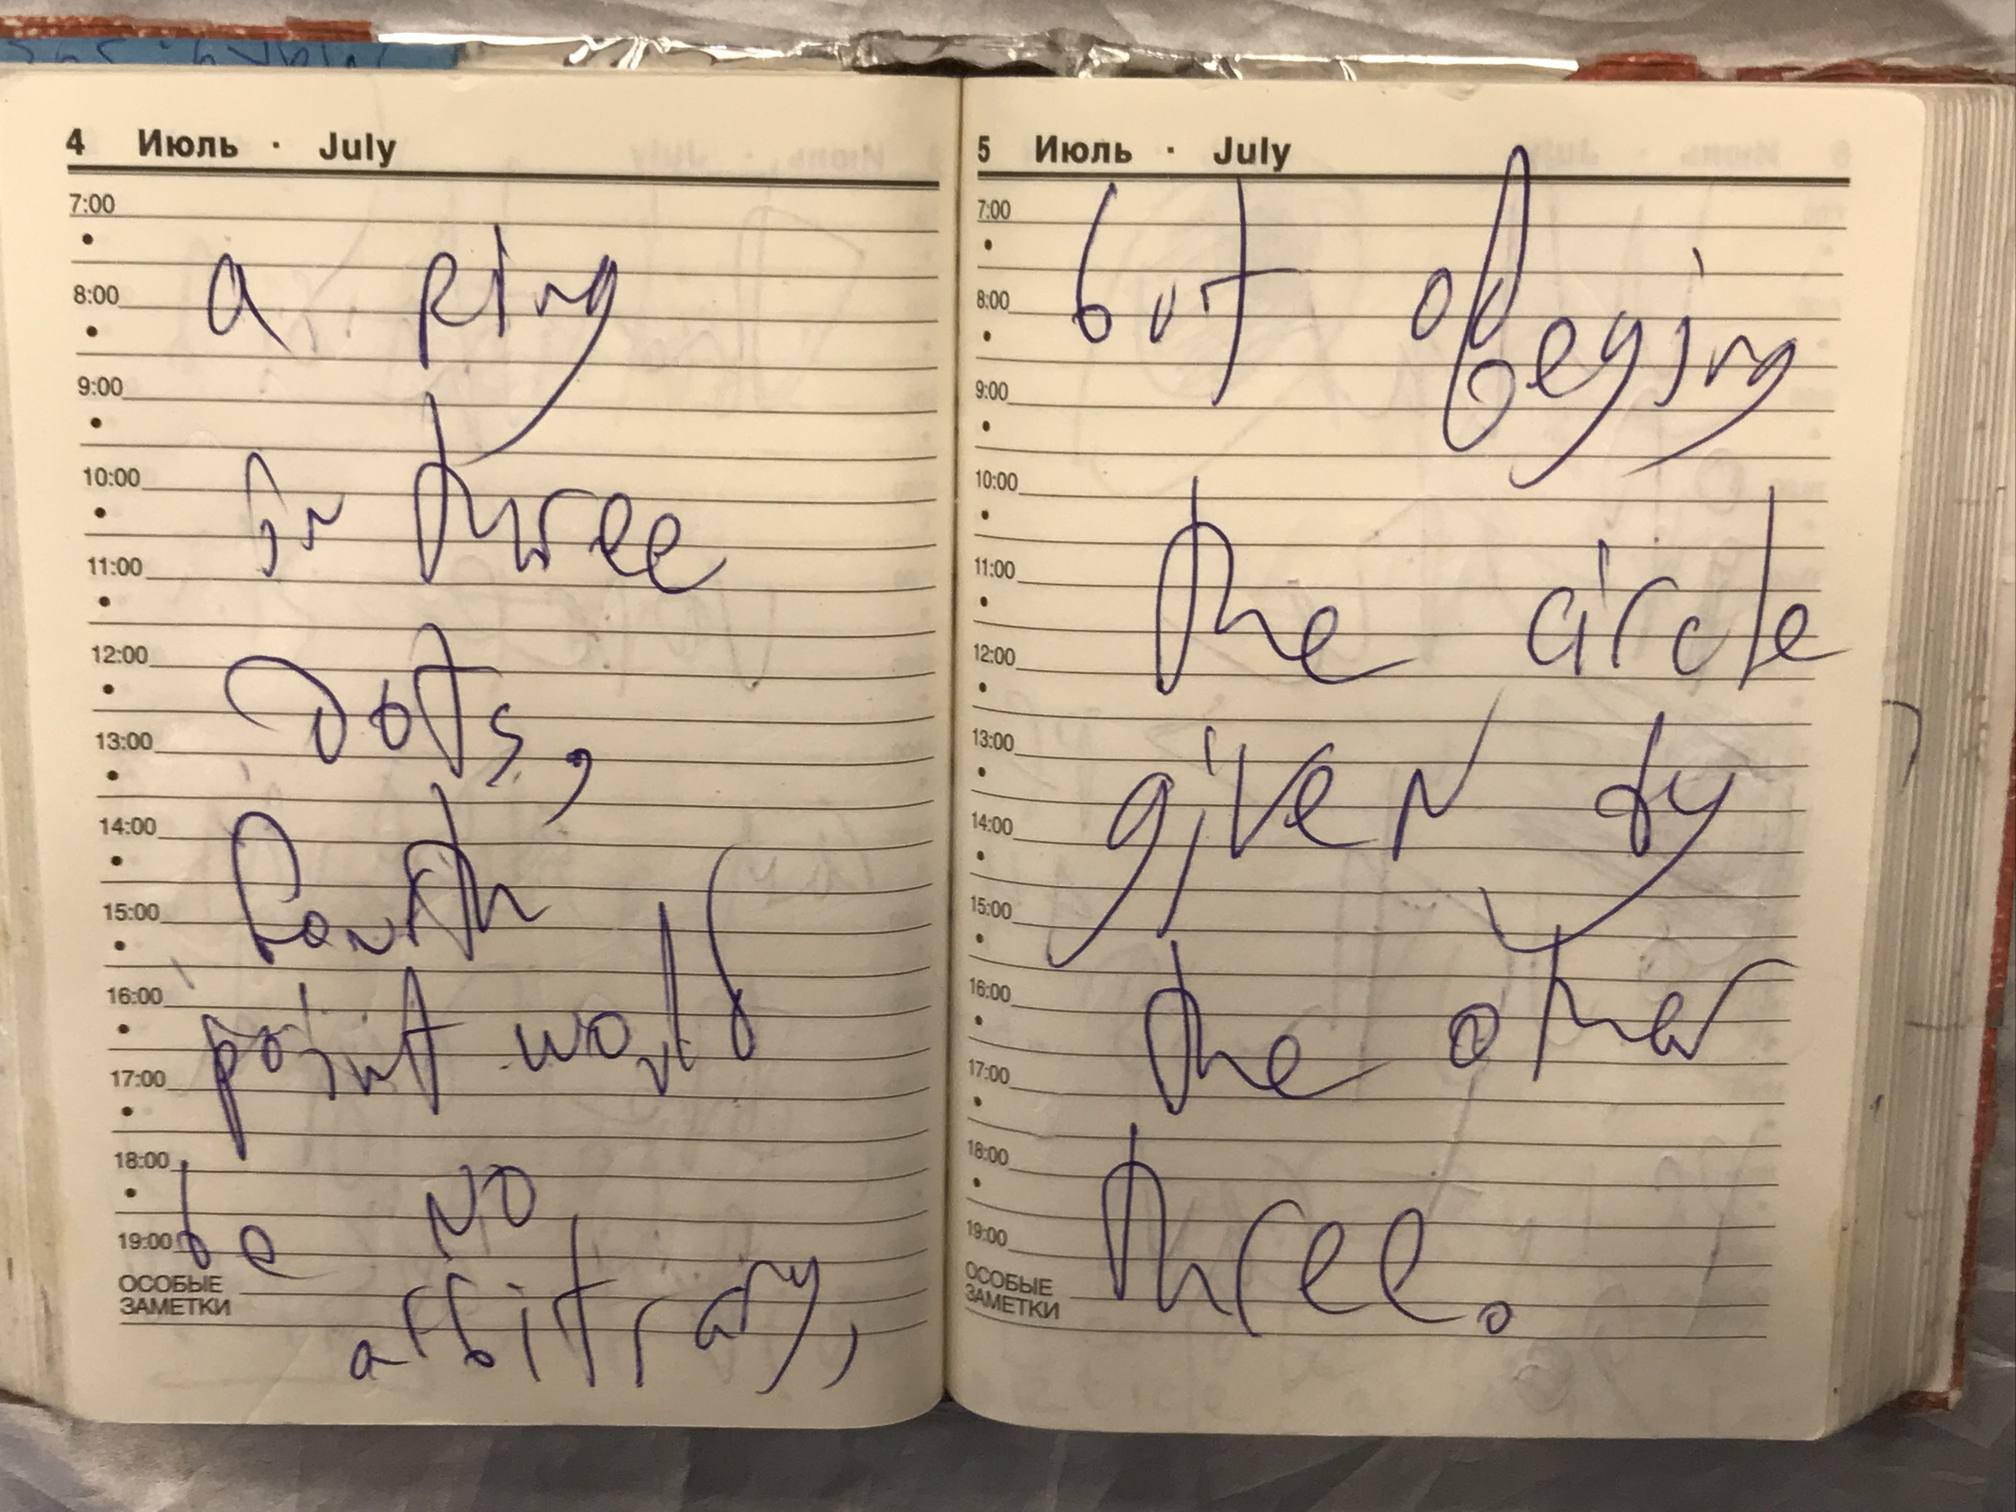 4 Июль · July
7:00
8:00
9:00
10:00
11:00
12:00
13:00
14:00
15:00
16:00
17:00
18:00
19:00
ОСОБЫЕ
ЗАМЕТКИ
a ring
in three
dots,
fourth
point would
be no
arbitrary,
5 Июль · July
7:00
8:00
9:00
10:00
11:00
12:00
13:00
14:00
15:00
16:00
17:00
18:00
19:00
ОСОБЫЕ
ЗАМЕТКИ
but obeying
the circle
given by
the other
three.